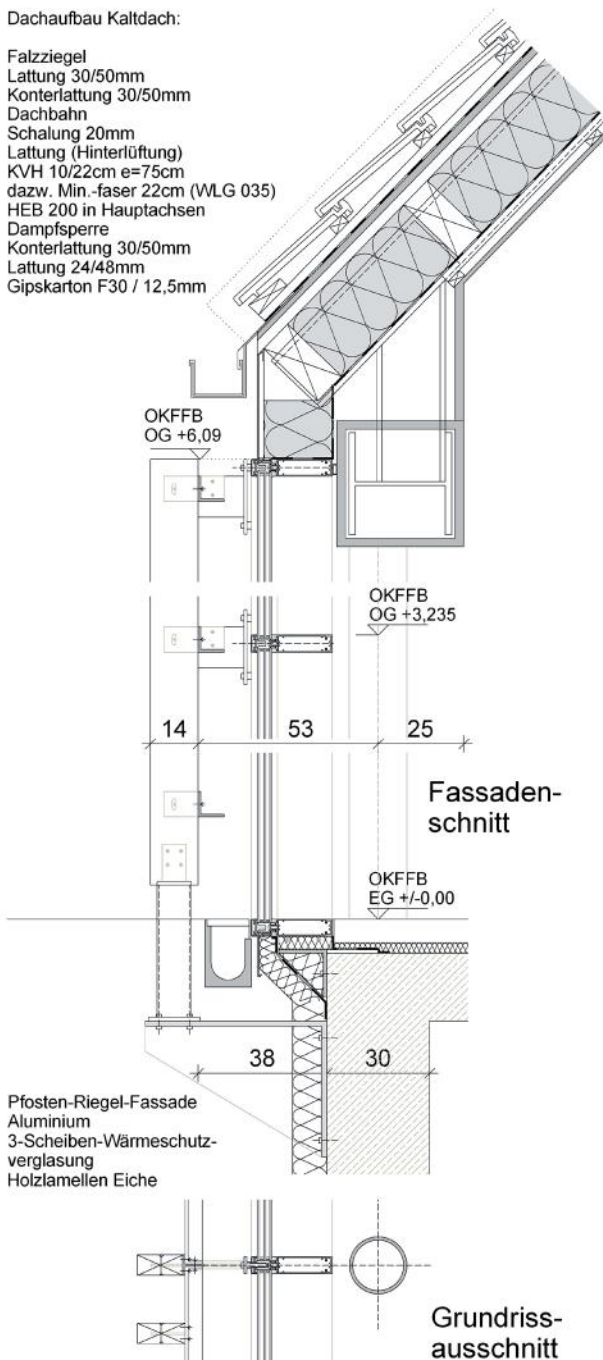 Dachaufbau Kaltdach:
Falzziegel
Lattung 30/50mm
Konterlattung 30/50mm
Dachbahn
Schalung 20mm
Lattung (Hinterlüftung)
KVH 10/22cm e=75cm
dazw. Min.-faser 22cm (WLG 035)
HEB 200 in Hauptachsen
Dampfsperre
Konterlattung 30/50mm
Lattung 24/48mm
Gipskarton F30 / 12,5mm
OKFFB
OG +6,09
OKFFB
OG +3,235
14
53
25
Fassaden-
schnitt
OKFFB
EG +/-0,00
38
30
Pfosten-Riegel-Fassade
Aluminium
3-Scheiben-Wärmeschutz-
verglasung
Holzlamellen Eiche
Grundriss-
ausschnitt